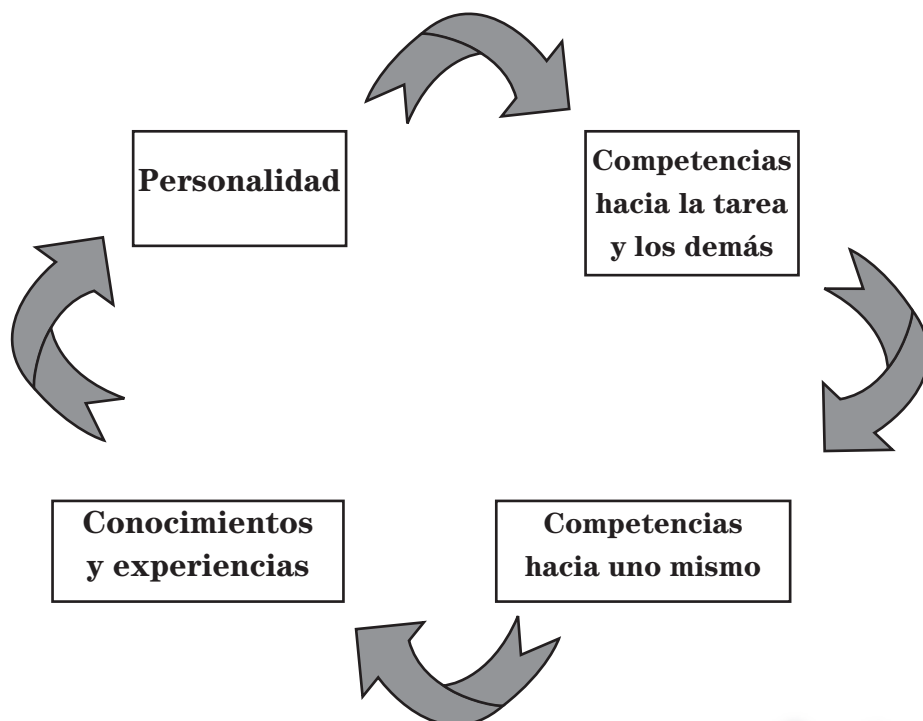 Personalidad
Competencias
hacia la tarea
y los demás
Competencias
hacia uno mismo
Conocimientos
y experiencias